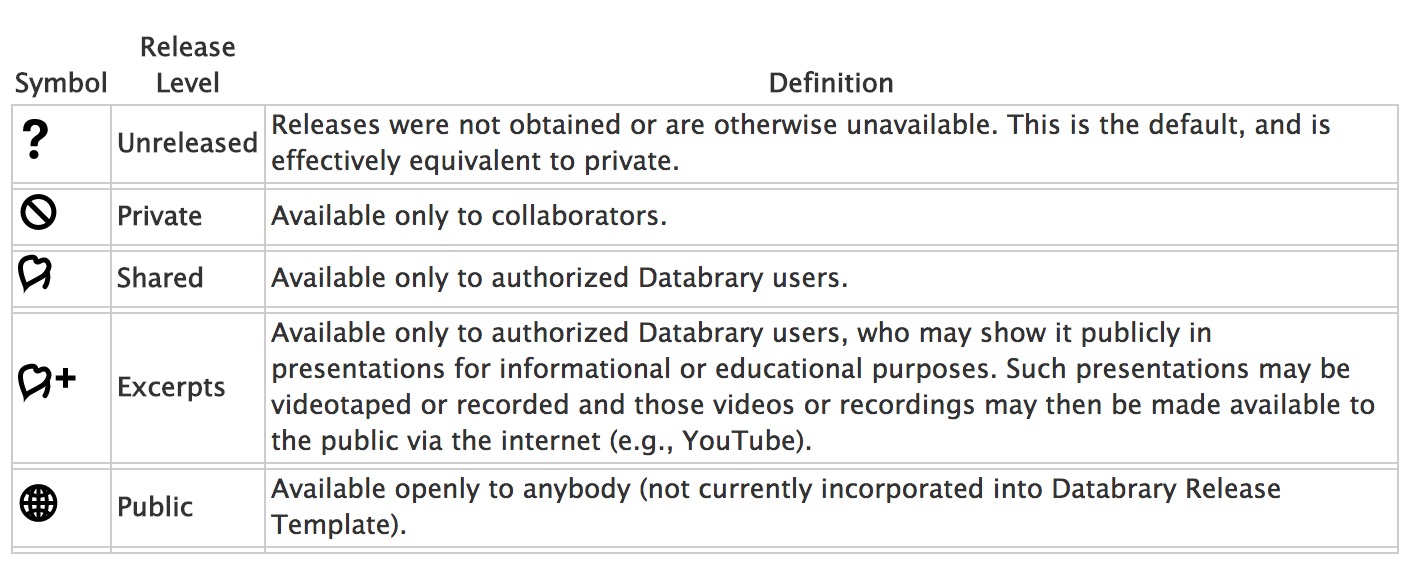 Release
Symbol Level Definition
? Unreleased Releases were not obtained or are otherwise unavailable. This is the default, and is
effectively equivalent to private.
Private Available only to collaborators.
Shared Available only to authorized Databrary users.
Available only to authorized Databrary users, who may show it publicly in
presentations for informational or educational purposes. Such presentations may be
+ Excerpts videotaped or recorded and those videos or recordings may then be made available to
the public via the internet (e.g., YouTube).
Public Available openly to anybody (not currently incorporated into Databrary Release
Template).